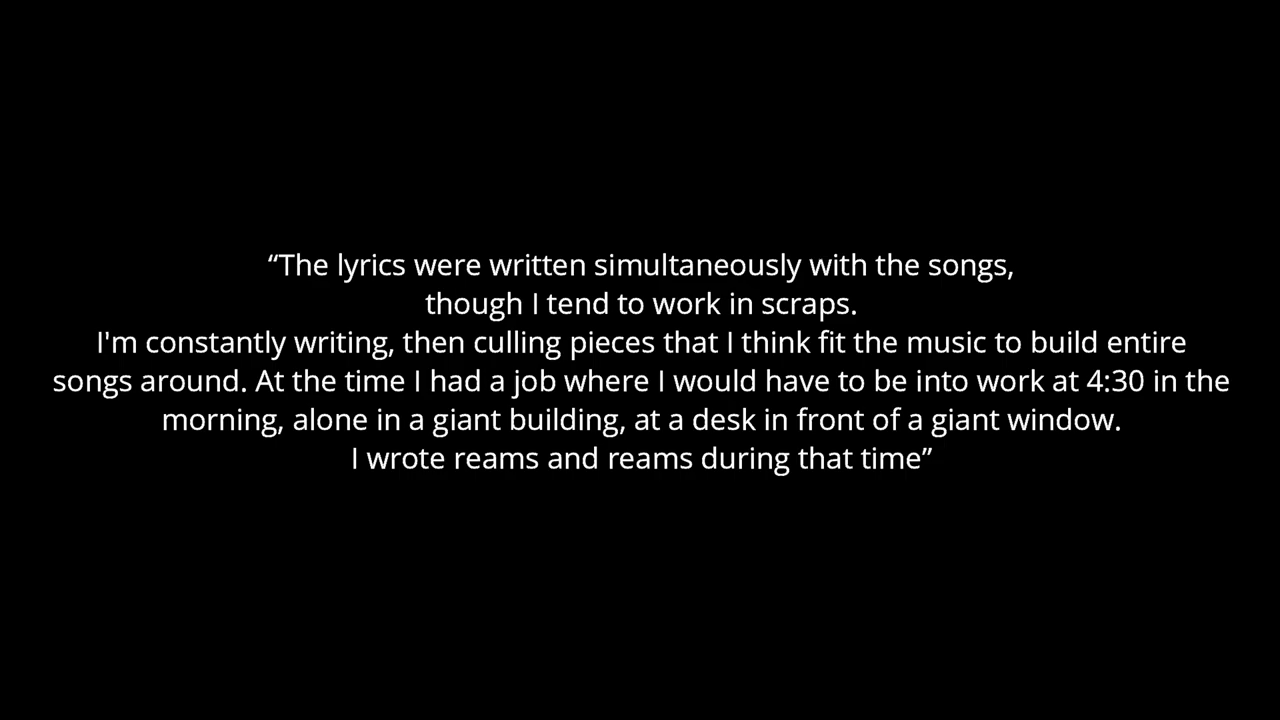 “The lyrics were written simultaneously with the songs,
though I tend to work in scraps.
I'm constantly writing, then culling pieces that I think fit the music to build entire
songs around. At the time I had a job where I would have to be into work at 4:30 in the
morning, alone in a giant building, at a desk in front of a giant window.
I wrote reams and reams during that time”